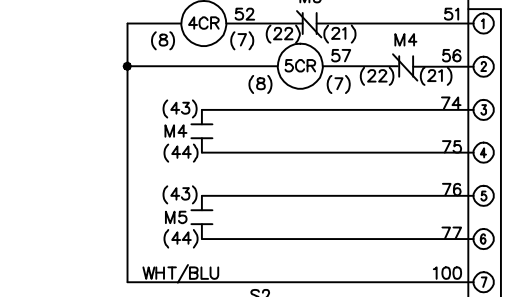 4CR 52 51 1
(8) (7) (22) (21)
M4
5CR 57 56 2
(8) (7) (22) (21)
(43) 74 3
M4
(44) 75 4
(43) 76 5
M5
(44) 77 6
WHT/BLU 100 7